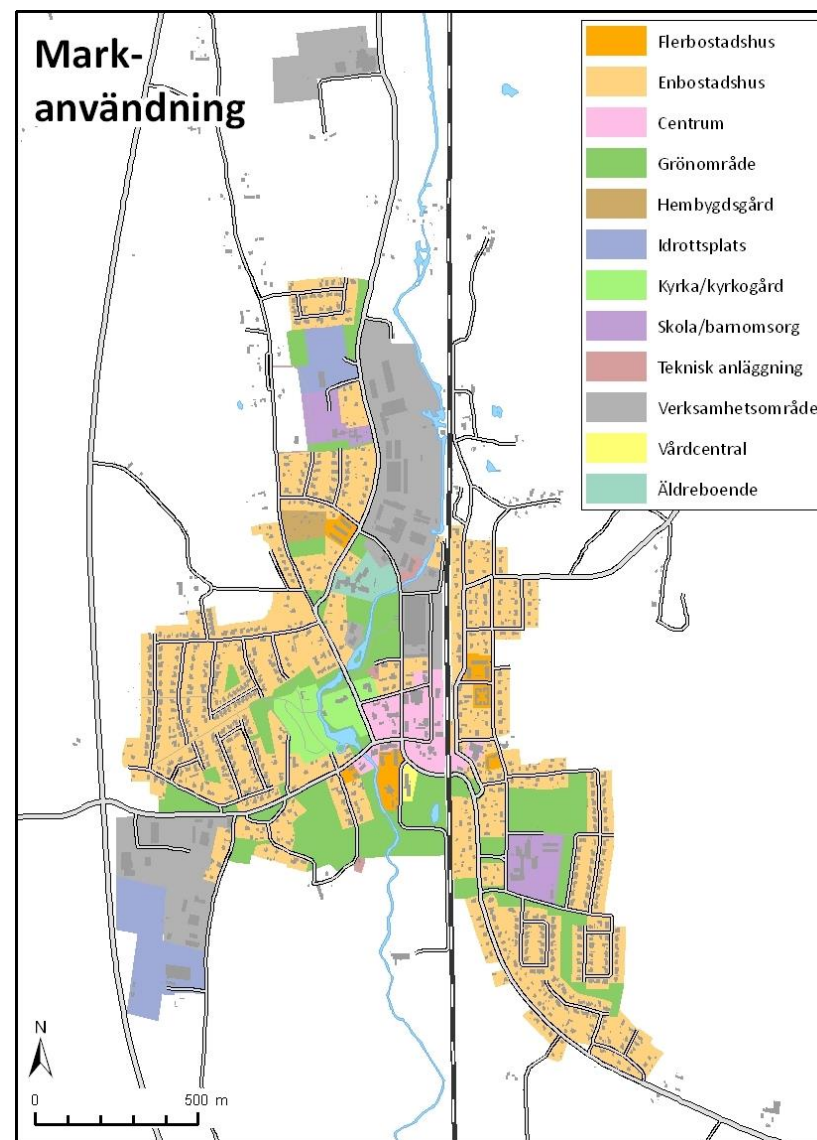 Mark-
användning
Flerbostadshus
Enbostadshus
Centrum
Grönområde
Hembygdsgård
Idrottsplats
Kyrka/kyrkogård
Skola/barnomsorg
Teknisk anläggning
Verksamhetsområde
Vårdcentral
Äldreboende
N
0 500 m